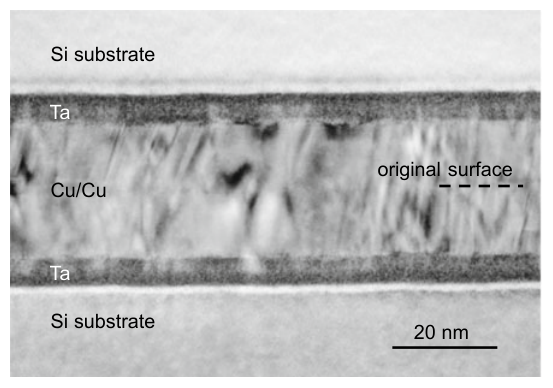 Si substrate
Ta
original surface
Cu/Cu
Ta
Si substrate
20 nm